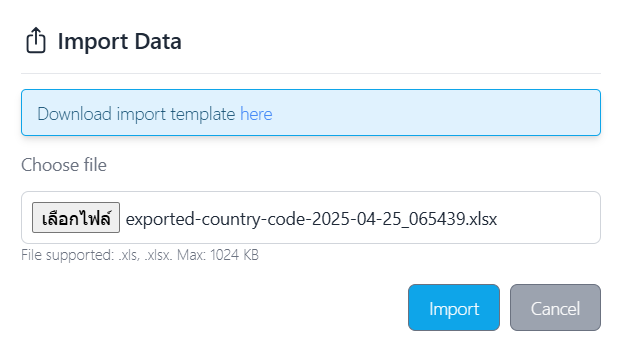 Import Data
Download import template here
Choose file
เลือกไฟล์ exported-country-code-2025-04-25_065439.xlsx
File supported: .xls, .xlsx. Max: 1024 KB
Import Cancel